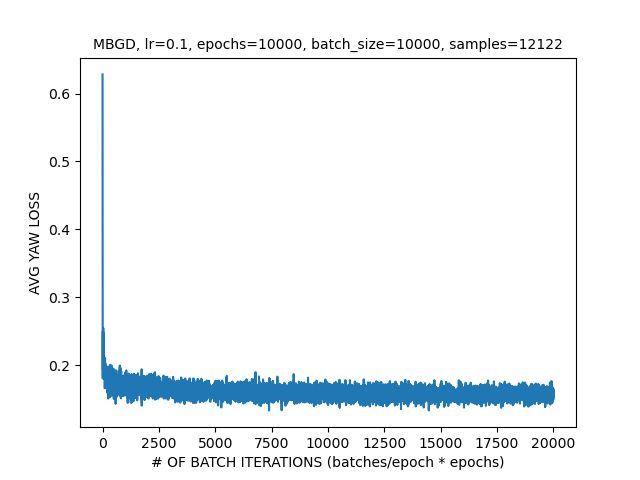 MBGD, lr=0.1, epochs=10000, batch_size=10000, samples=12122
0.6
0.5
0.4
0.3
0.2
AVG YAW LOSS
0 2500 5000 7500 10000 12500 15000 17500 20000
# OF BATCH ITERATIONS (batches/epoch * epochs)